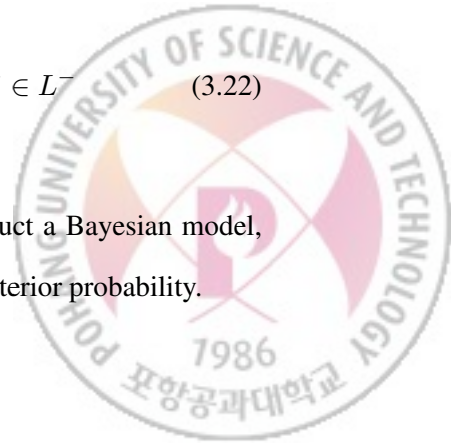 ∈ L⁻ (3.22)
uct a Bayesian model,
terior probability.
POHANG UNIVERSITY OF SCIENCE AND TECHNOLOGY
1986
포항공과대학교